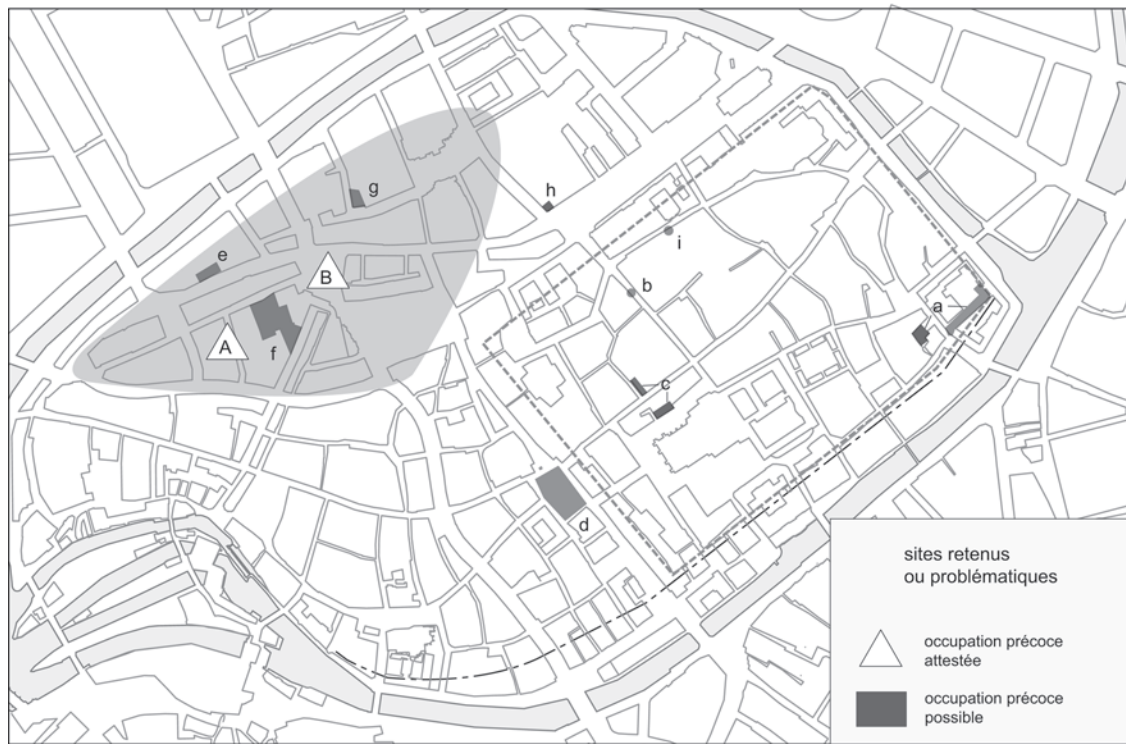 g
h
e
i
B
b
a
A
f
c
d
sites retenus
ou problématiques
occupation précoce
attestée
occupation précoce
possible